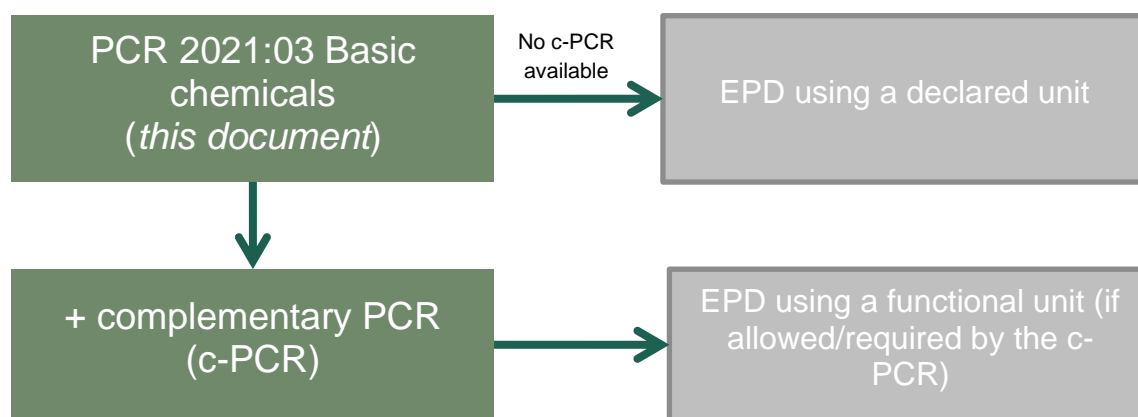 PCR 2021:03 Basic
chemicals
(this document)
No c-PCR
available
EPD using a declared unit
+ complementary PCR
(c-PCR)
EPD using a functional unit (if
allowed/required by the c-
PCR)